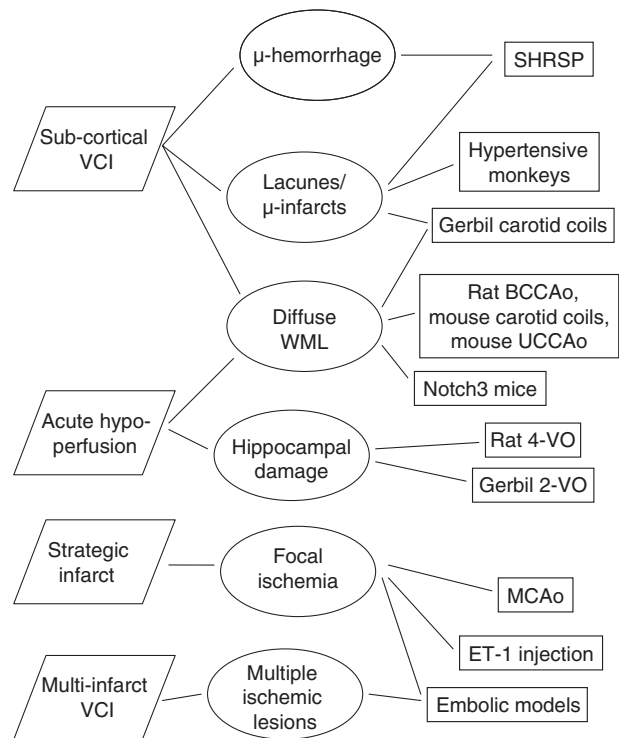 µ-hemorrhage
SHRSP
Sub-cortical
VCI
Hypertensive
monkeys
Lacunes/
µ-infarcts
Gerbil carotid coils
Rat BCCAo,
mouse carotid coils,
mouse UCCAo
Diffuse
WML
Notch3 mice
Acute hypo-
perfusion
Hippocampal
damage
Rat 4-VO
Gerbil 2-VO
Strategic
infarct
Focal
ischemia
MCAo
ET-1 injection
Multi-infarct
VCI
Multiple
ischemic
lesions
Embolic models